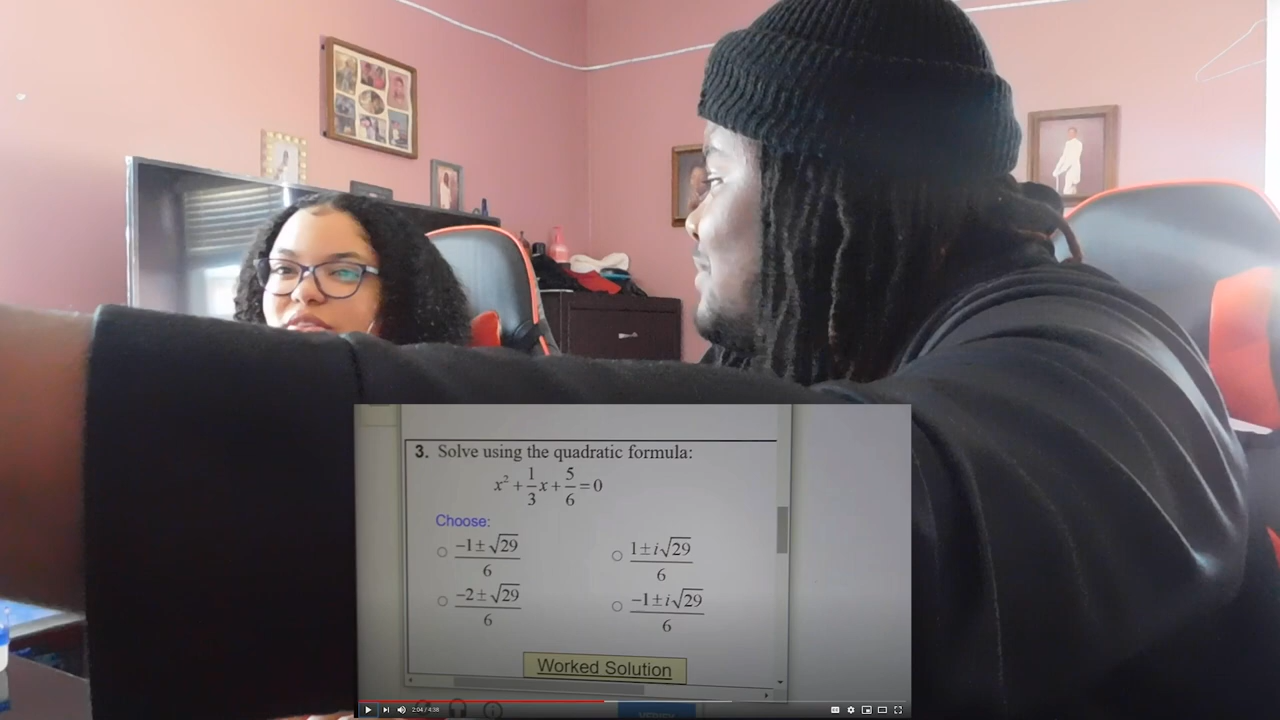 3. Solve using the quadratic formula:
x² + 1/3 x + 5/6 = 0
Choose:
(-1 ± √29)/6
(1 ± i√29)/6
(-2 ± √29)/6
(-1 ± i√29)/6
Worked Solution
2:04 / 4:38